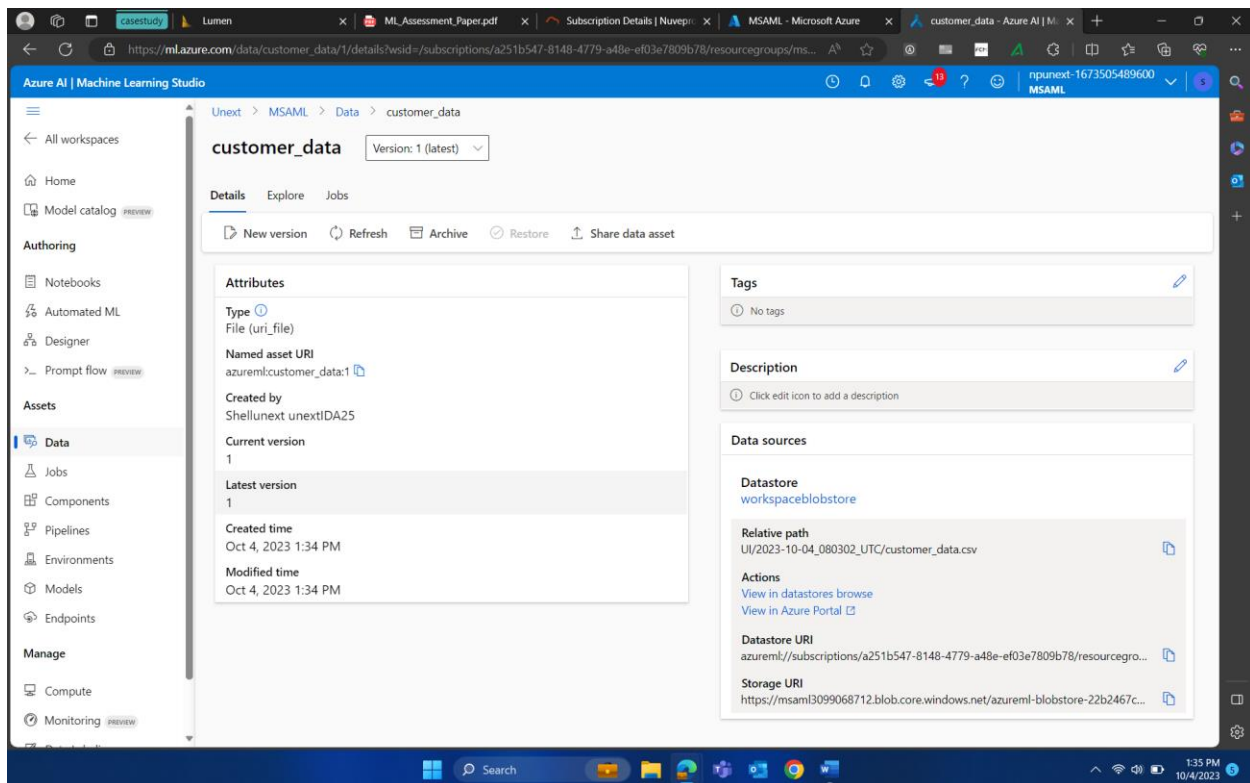 casestudy
Lumen
ML_Assessment_Paper.pdf
Subscription Details | Nuvepro
MSAML - Microsoft Azure
customer_data - Azure AI | Ma
https://ml.azure.com/data/customer_data/1/details?wsid=/subscriptions/a251b547-8148-4779-a48e-ef03e7809b78/resourcegroups/ms...
Azure AI | Machine Learning Studio
13
npunext-1673505489600
MSAML
S
All workspaces
Home
Model catalog PREVIEW
Authoring
Notebooks
Automated ML
Designer
Prompt flow PREVIEW
Assets
Data
Jobs
Components
Pipelines
Environments
Models
Endpoints
Manage
Compute
Monitoring PREVIEW
Unext > MSAML > Data > customer_data
customer_data
Version: 1 (latest)
Details Explore Jobs
New version Refresh Archive Restore Share data asset
Attributes
Type
File (uri_file)
Named asset URI
azureml:customer_data:1
Created by
Shellunext unextIDA25
Current version
1
Latest version
1
Created time
Oct 4, 2023 1:34 PM
Modified time
Oct 4, 2023 1:34 PM
Tags
No tags
Description
Click edit icon to add a description
Data sources
Datastore
workspaceblobstore
Relative path
UI/2023-10-04_080302_UTC/customer_data.csv
Actions
View in datastores browse
View in Azure Portal
Datastore URI
azureml://subscriptions/a251b547-8148-4779-a48e-ef03e7809b78/resourcegro...
Storage URI
https://msaml3099068712.blob.core.windows.net/azureml-blobstore-22b2467c...
Search
1:35 PM
10/4/2023
5